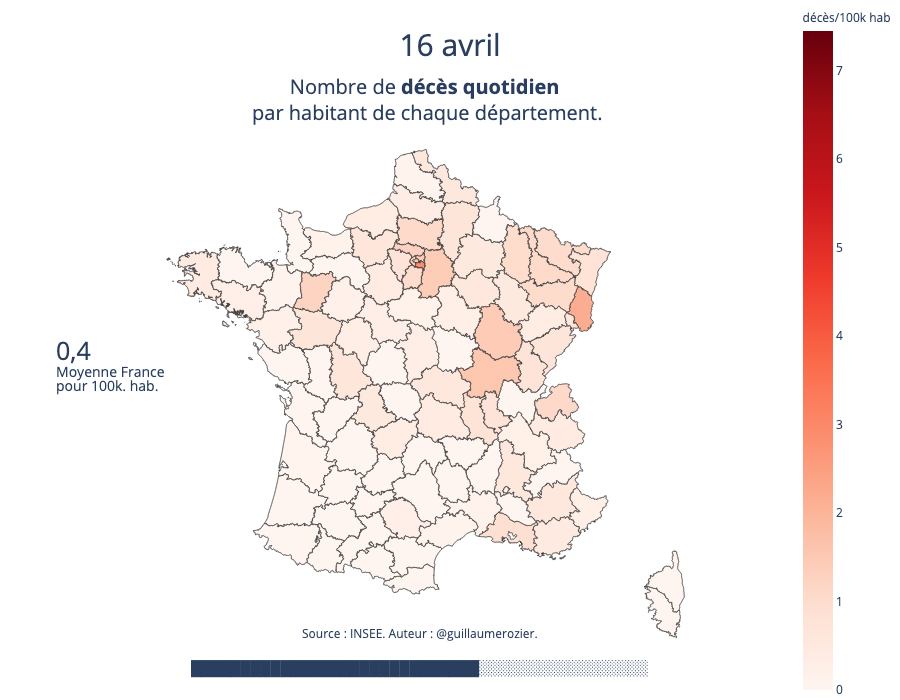 décès/100k hab
16 avril
Nombre de décès quotidien
par habitant de chaque département.
7
6
5
4
3
2
1
0
0,4
Moyenne France
pour 100k. hab.
Source : INSEE. Auteur : @guillaumerozier.